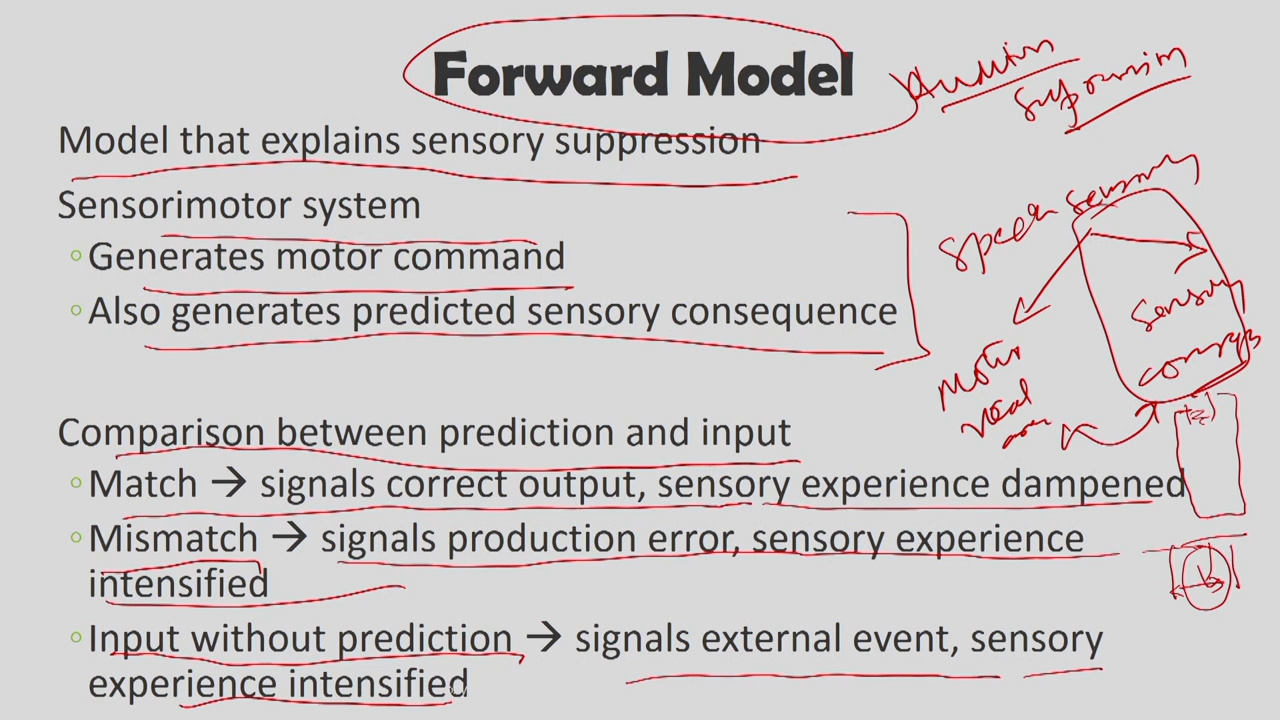 Forward Model
Auditory
suppression
Model that explains sensory suppression
Sensorimotor system
Generates motor command
Also generates predicted sensory consequence
Speech sensory
Sensory
Motor
Comparison between prediction and input
Match → signals correct output, sensory experience dampened
Mismatch → signals production error, sensory experience
intensified
Input without prediction → signals external event, sensory
experience intensified